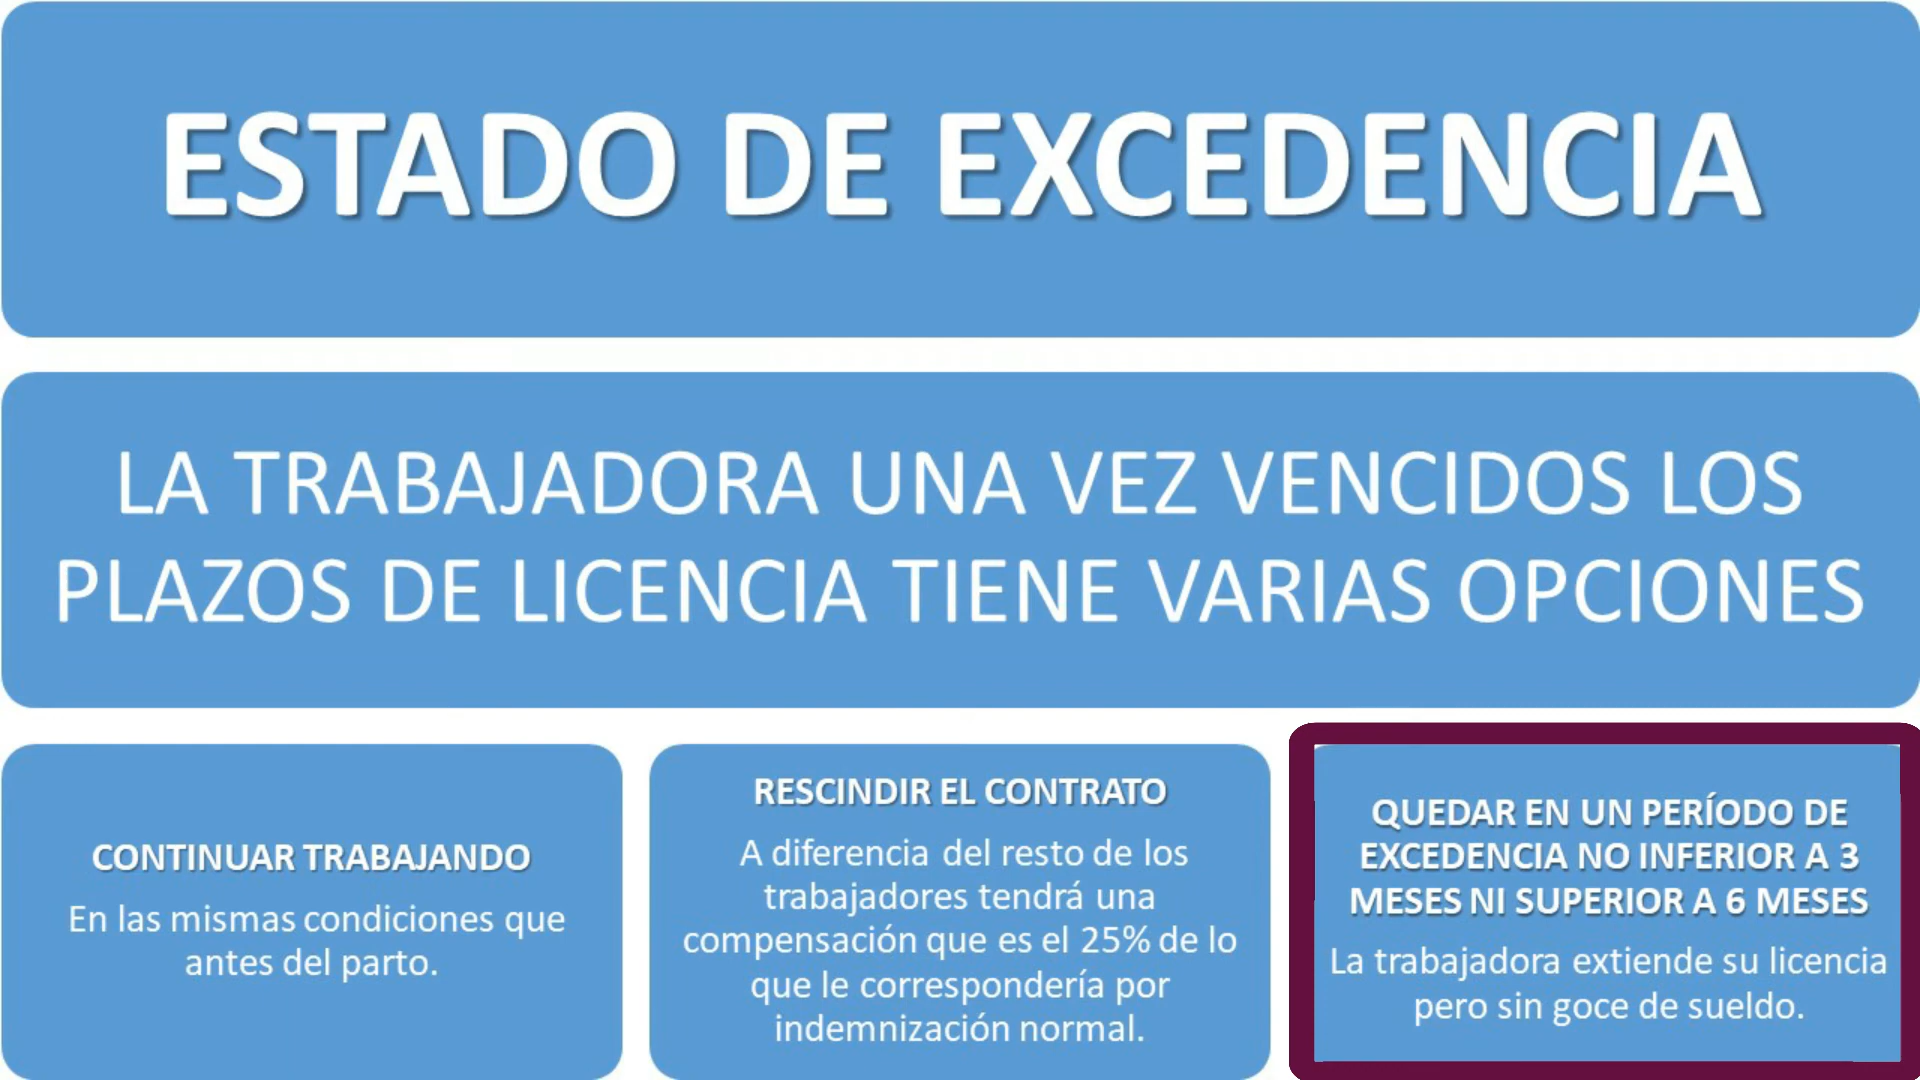 ESTADO DE EXCEDENCIA
LA TRABAJADORA UNA VEZ VENCIDOS LOS
PLAZOS DE LICENCIA TIENE VARIAS OPCIONES
CONTINUAR TRABAJANDO
En las mismas condiciones que
antes del parto.
RESCINDIR EL CONTRATO
A diferencia del resto de los
trabajadores tendrá una
compensación que es el 25% de lo
que le correspondería por
indemnización normal.
QUEDAR EN UN PERÍODO DE
EXCEDENCIA NO INFERIOR A 3
MESES NI SUPERIOR A 6 MESES
La trabajadora extiende su licencia
pero sin goce de sueldo.